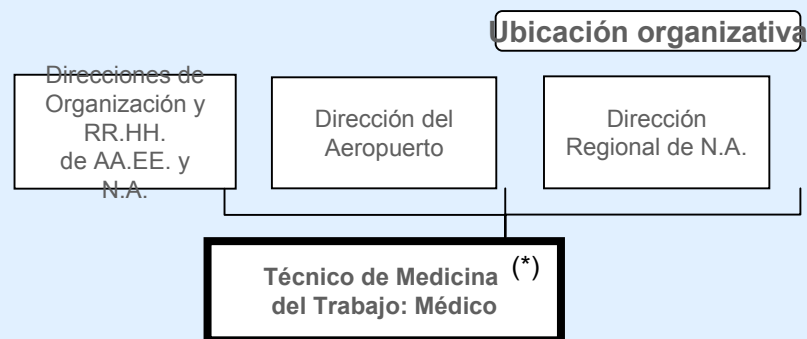 Ubicación organizativa
Direcciones de
Organización y
RR.HH.
de AA.EE. y
N.A.
Dirección del
Aeropuerto
Dirección
Regional de N.A.
Técnico de Medicina (*)
del Trabajo: Médico